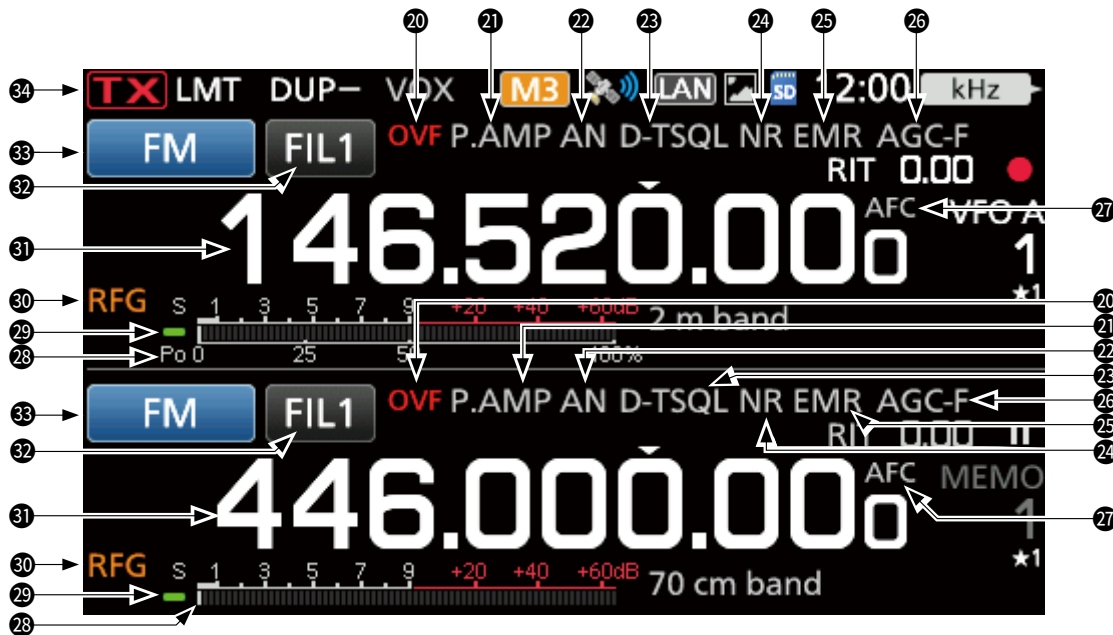 ⑳ ㉑ ㉒ ㉓ ㉔ ㉕ ㉖
㉞ TX LMT DUP− VOX M3 LAN SD 12:00 kHz
㉝ FM FIL1 OVF P.AMP AN D-TSQL NR EMR AGC-F
㉜ RIT 0.00
㉛ 146.520.000 AFC VFO A ㉗
1
㉚ RFG S 1 3 5 7 9 +20 +40 +60dB ★1 ⑳
㉙ 2 m band ㉑
㉘ Po 0 25 50 100% ㉒
㉓
㉝ FM FIL1 OVF P.AMP AN D-TSQL NR EMR AGC-F ㉖
㉕
㉜ RIT 0.00 ㉔
㉛ 446.000.000 AFC MEMO ㉗
1
㉚ RFG S 1 3 5 7 9 +20 +40 +60dB ★1
㉙ 70 cm band
㉘